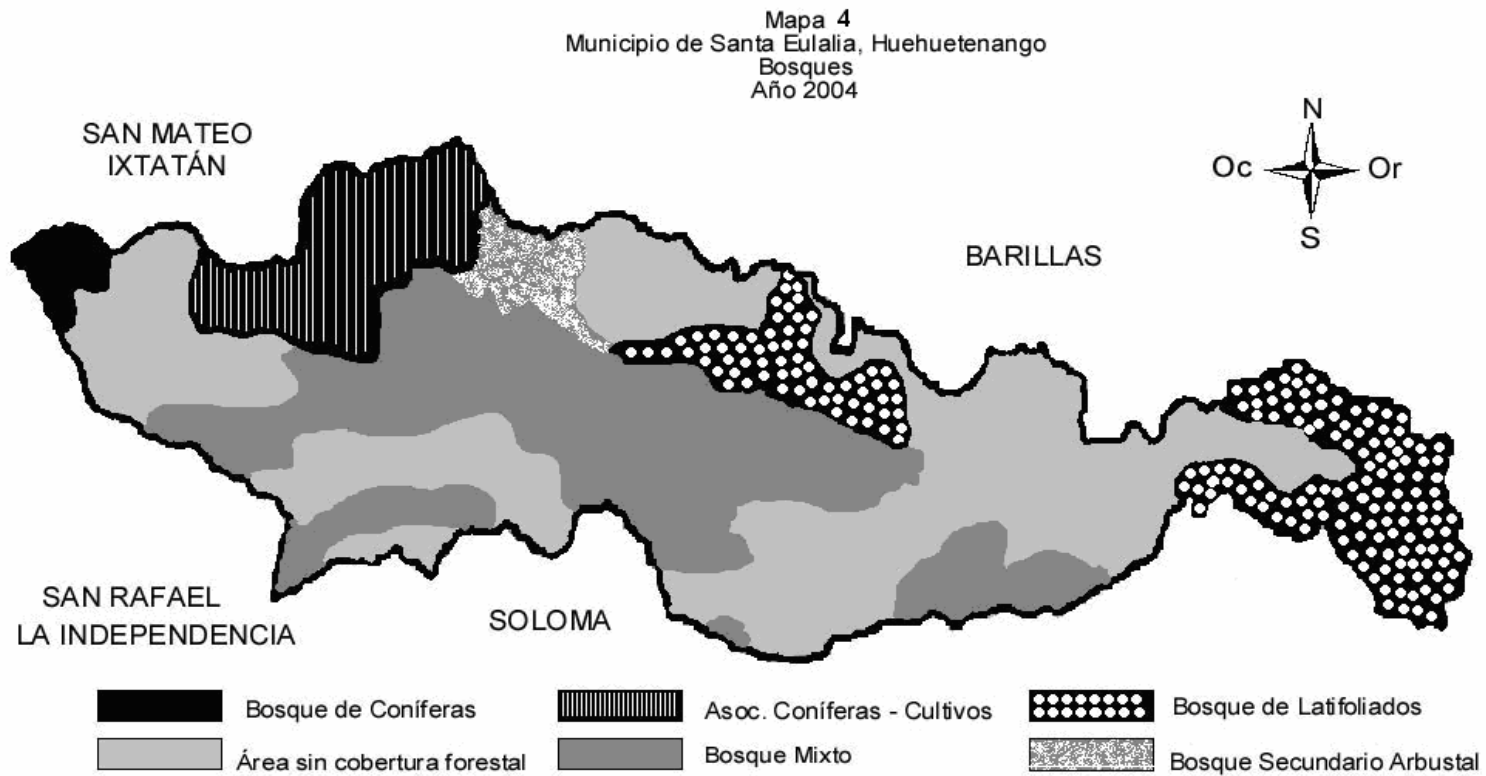 Mapa 4
Municipio de Santa Eulalia, Huehuetenango
Bosques
Año 2004
SAN MATEO
IXTATÁN
N
Oc
Or
S
BARILLAS
SAN RAFAEL
LA INDEPENDENCIA
SOLOMA
Bosque de Coníferas
Asoc. Coníferas - Cultivos
Bosque de Latifoliados
Área sin cobertura forestal
Bosque Mixto
Bosque Secundario Arbustal